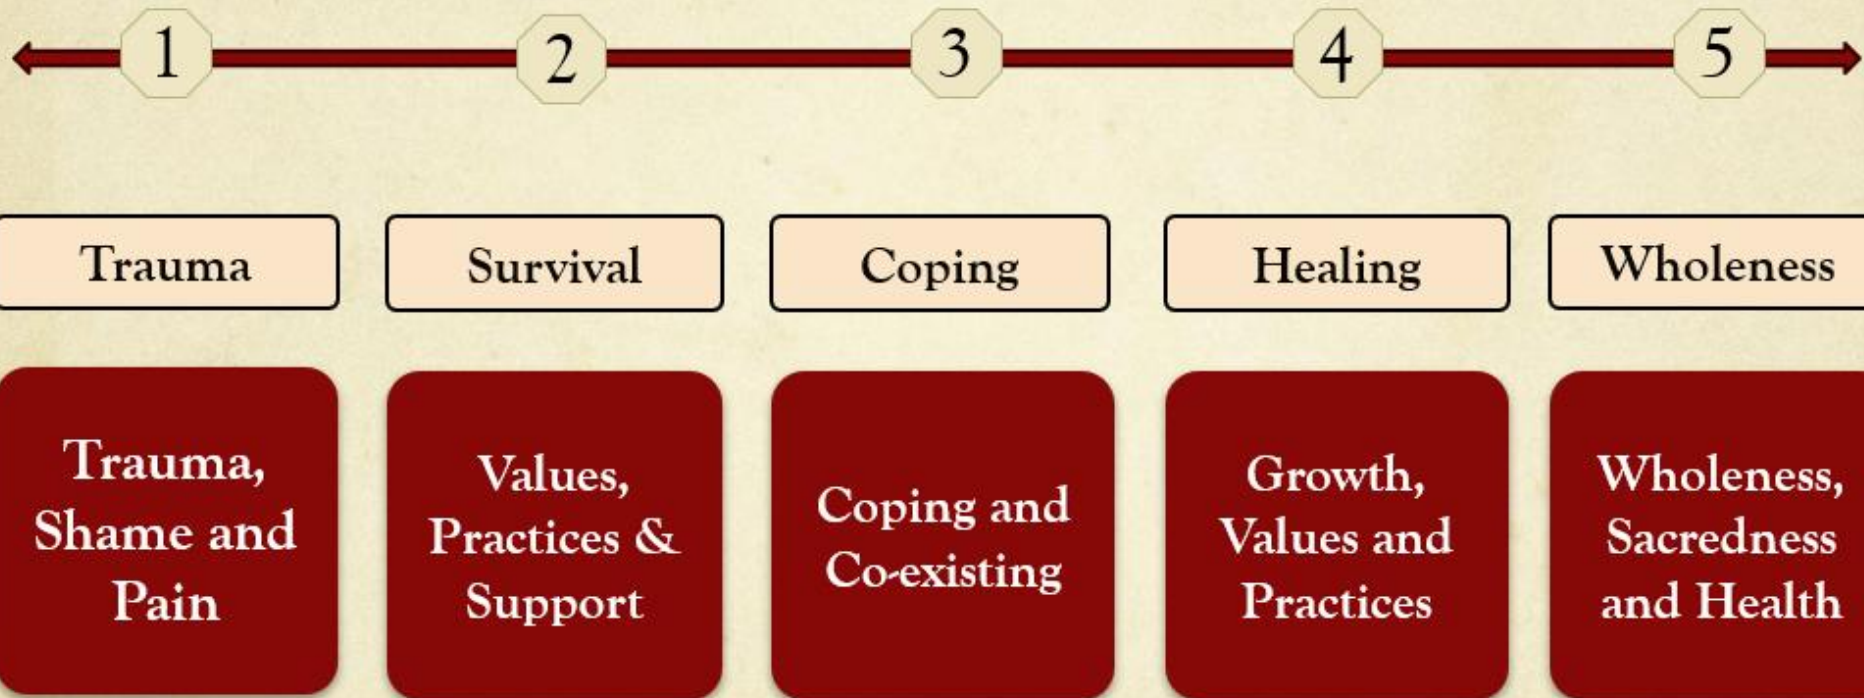 1
2
3
4
5
Trauma
Survival
Coping
Healing
Wholeness
Trauma,
Shame and
Pain
Values,
Practices &
Support
Coping and
Co-existing
Growth,
Values and
Practices
Wholeness,
Sacredness
and Health